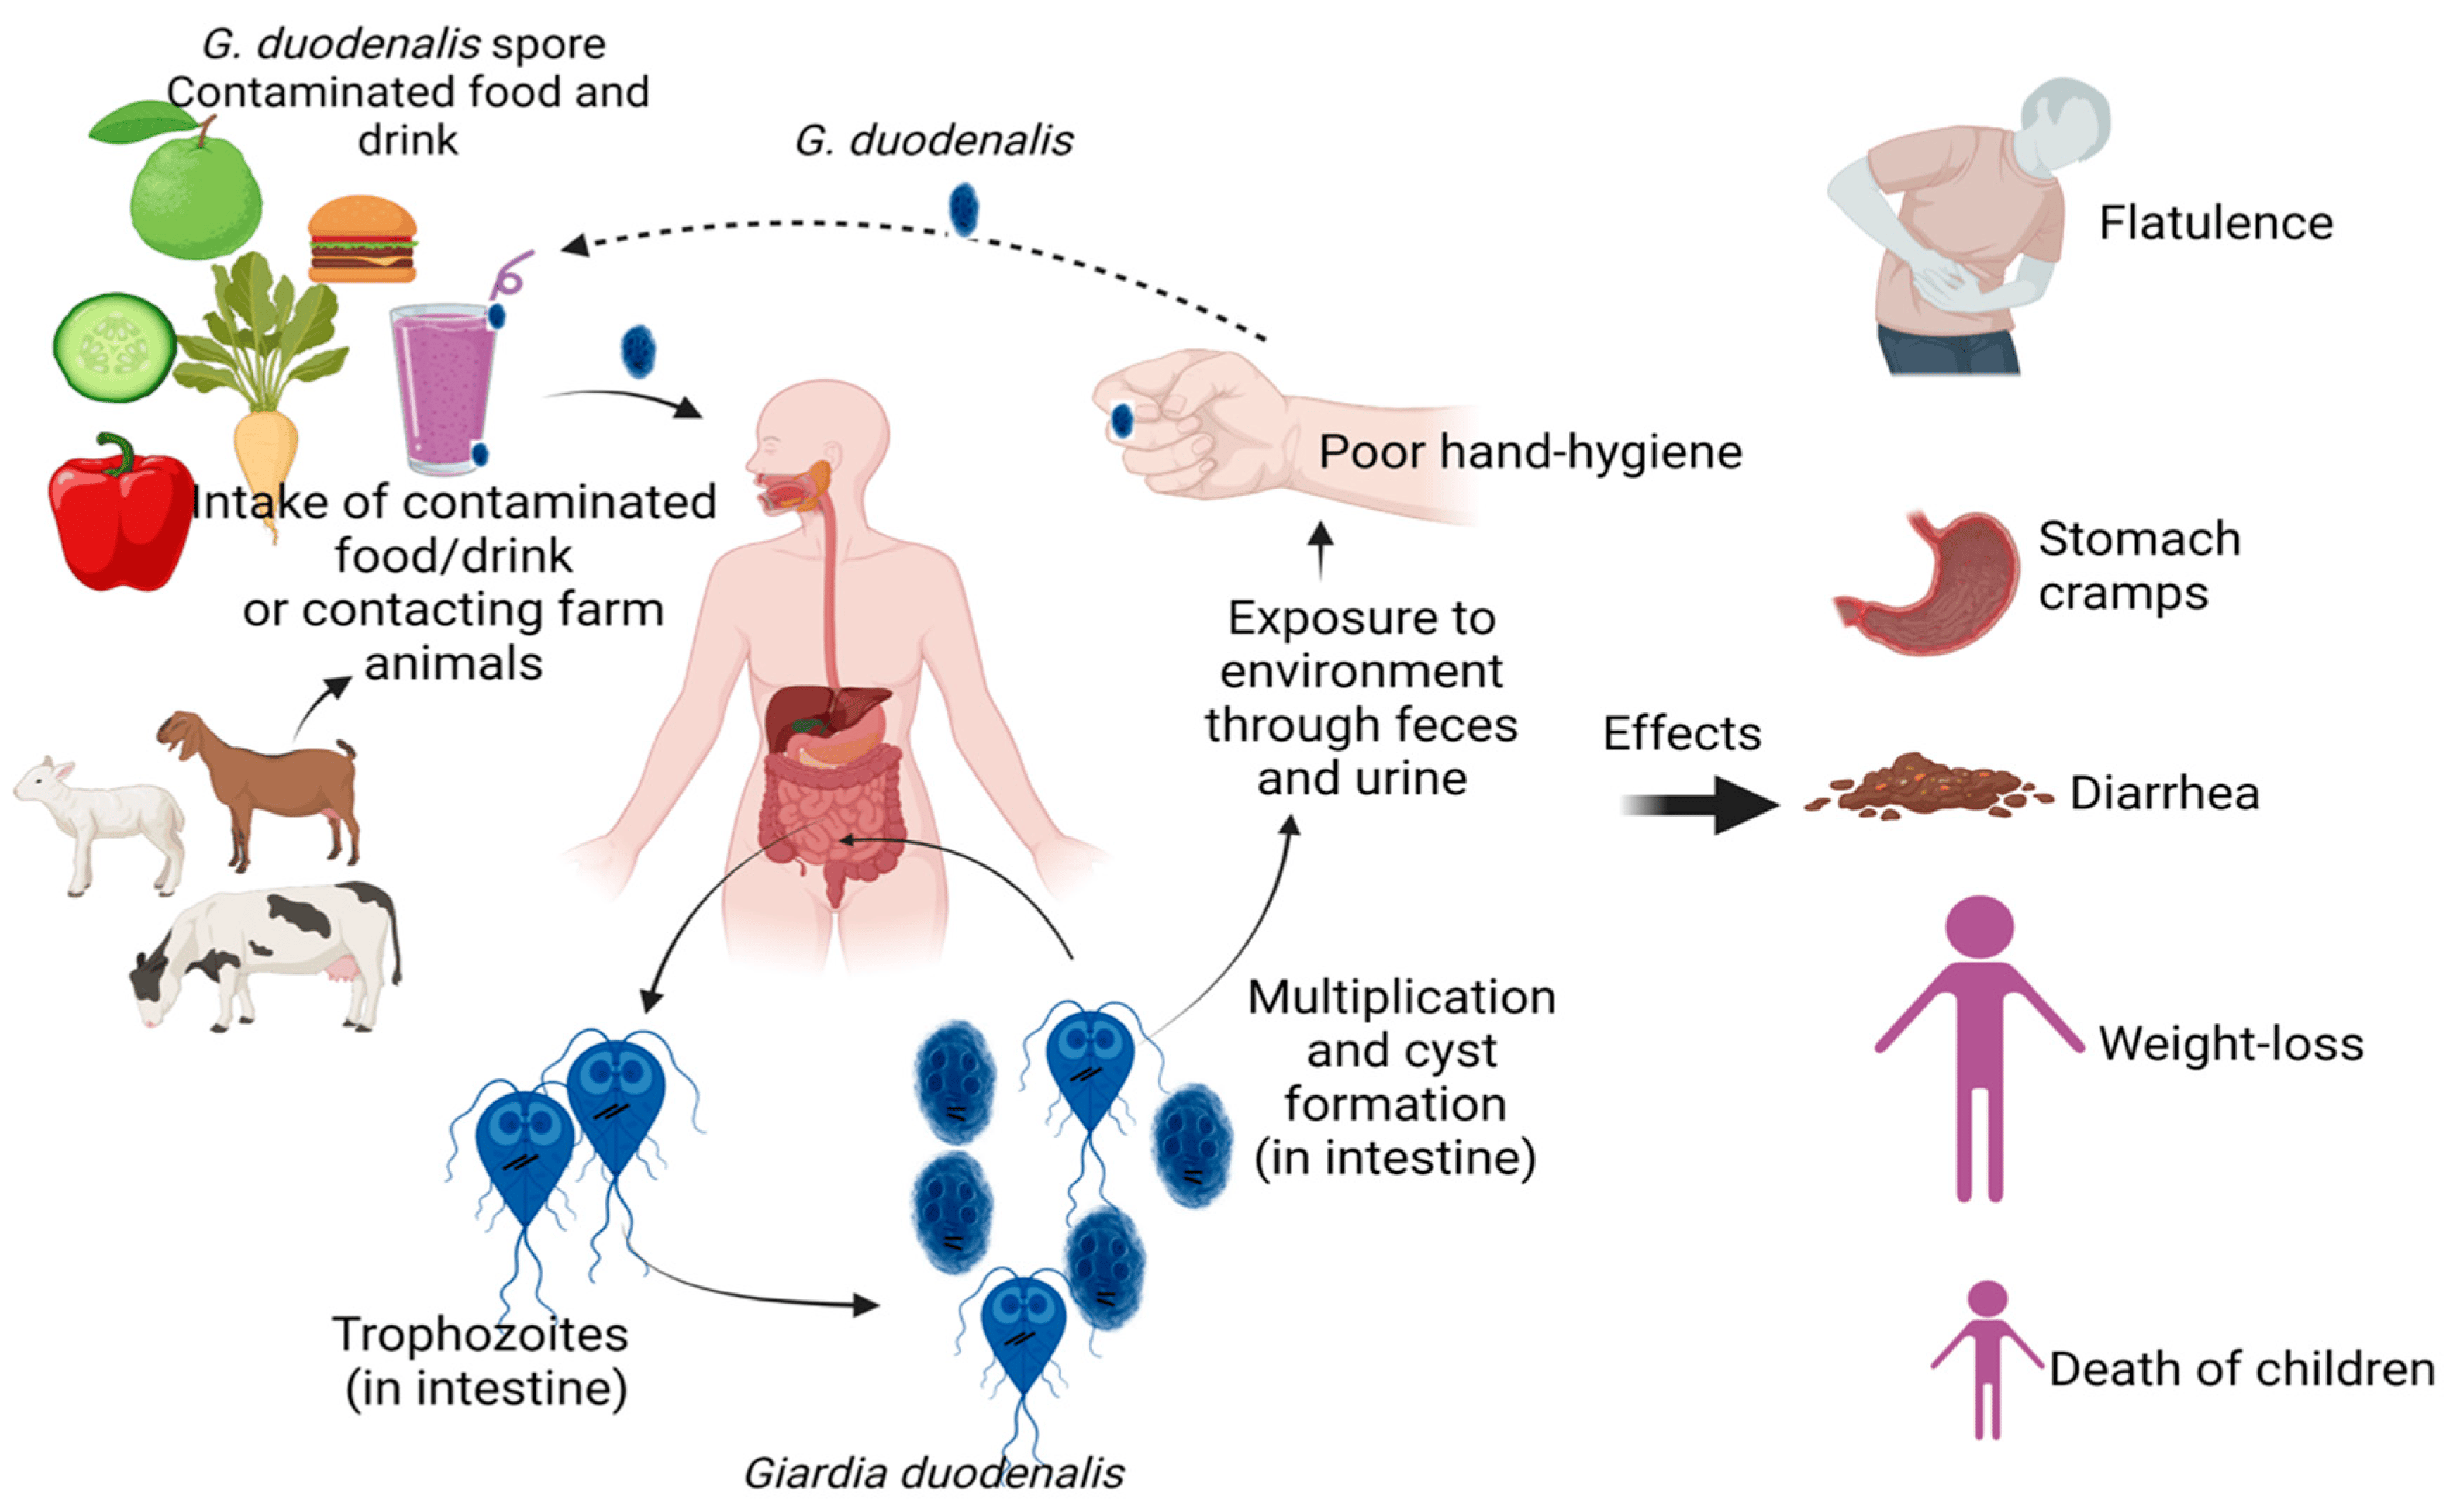 G. duodenalis spore
Contaminated food and
drink
G. duodenalis
Flatulence
Poor hand-hygiene
Intake of contaminated
food/drink
or contacting farm
animals
Stomach
cramps
Exposure to
environment
through feces
and urine
Effects
Diarrhea
Multiplication
and cyst
formation
(in intestine)
Weight-loss
Trophozoites
(in intestine)
Death of children
Giardia duodenalis